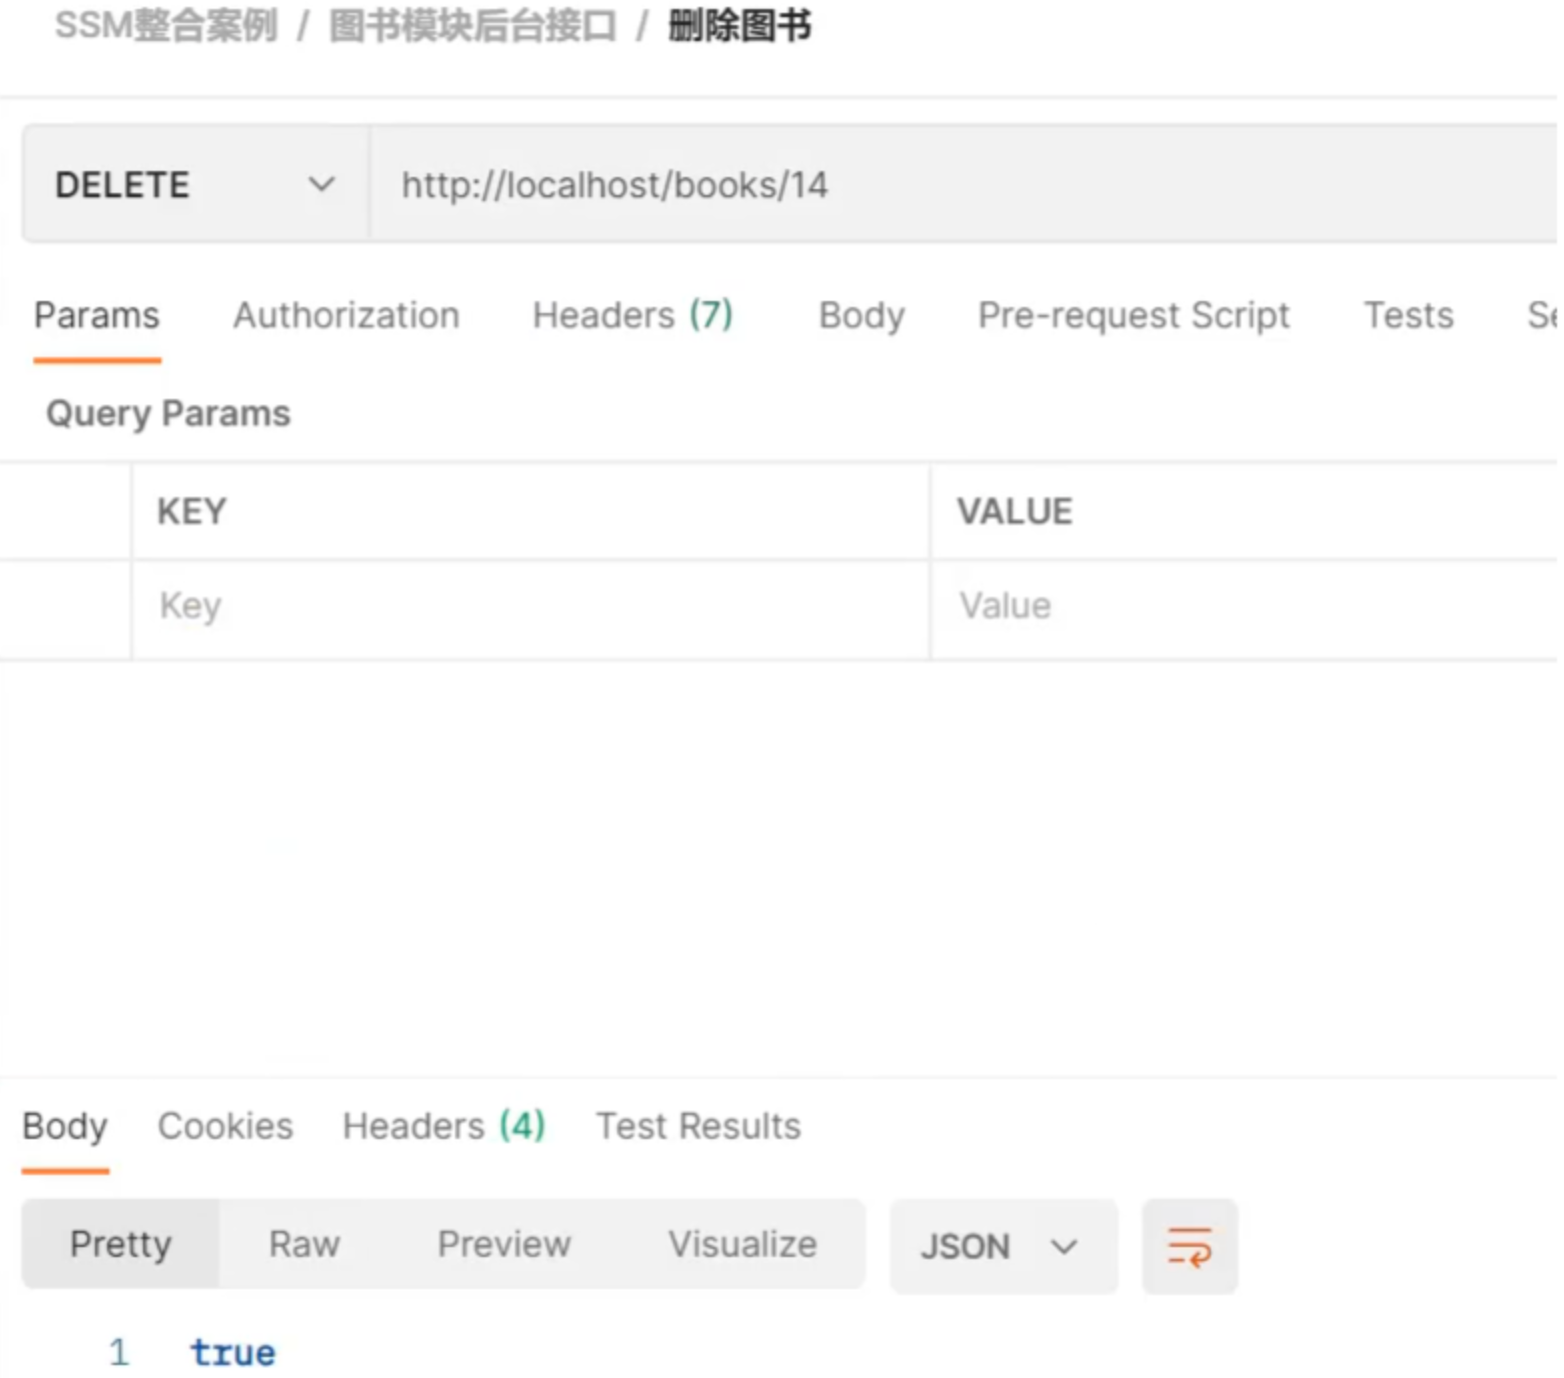 SSM整合案例 / 图书模块后台接口 / 删除图书
DELETE http://localhost/books/14
Params Authorization Headers (7) Body Pre-request Script Tests
Query Params
KEY VALUE
Key Value
Body Cookies Headers (4) Test Results
Pretty Raw Preview Visualize JSON
1 true